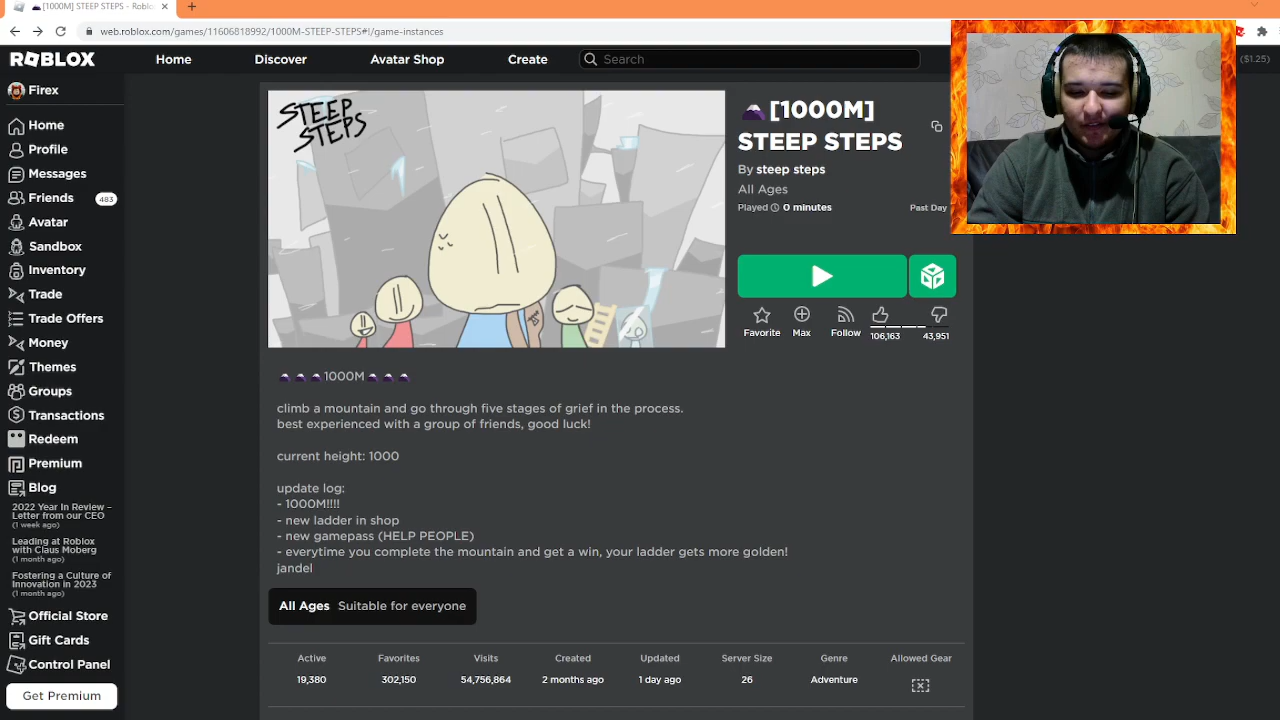 [1000M] STEEP STEPS - Roblox
web.roblox.com/games/11606818992/1000M-STEEP-STEPS#!/game-instances
ROBLOX
Home
Discover
Avatar Shop
Create
Search
($1.25)
Firex
Home
Profile
Messages
Friends 483
Avatar
Sandbox
Inventory
Trade
Trade Offers
Money
Themes
Groups
Transactions
Redeem
Premium
Blog
2022 Year In Review –
Letter from our CEO
(1 week ago)
Leading at Roblox
with Claus Moberg
(1 month ago)
Fostering a Culture of
Innovation in 2023
(1 month ago)
Official Store
Gift Cards
Control Panel
Get Premium
STEEP
STEPS
[1000M]
STEEP STEPS
By steep steps
All Ages
Played 0 minutes Past Day
Favorite Max Follow 106,163 43,951
1000M
climb a mountain and go through five stages of grief in the process.
best experienced with a group of friends, good luck!
current height: 1000
update log:
- 1000M!!!!
- new ladder in shop
- new gamepass (HELP PEOPLE)
- everytime you complete the mountain and get a win, your ladder gets more golden!
jandel
All Ages Suitable for everyone
Active Favorites Visits Created Updated Server Size Genre Allowed Gear
19,380 302,150 54,756,864 2 months ago 1 day ago 26 Adventure